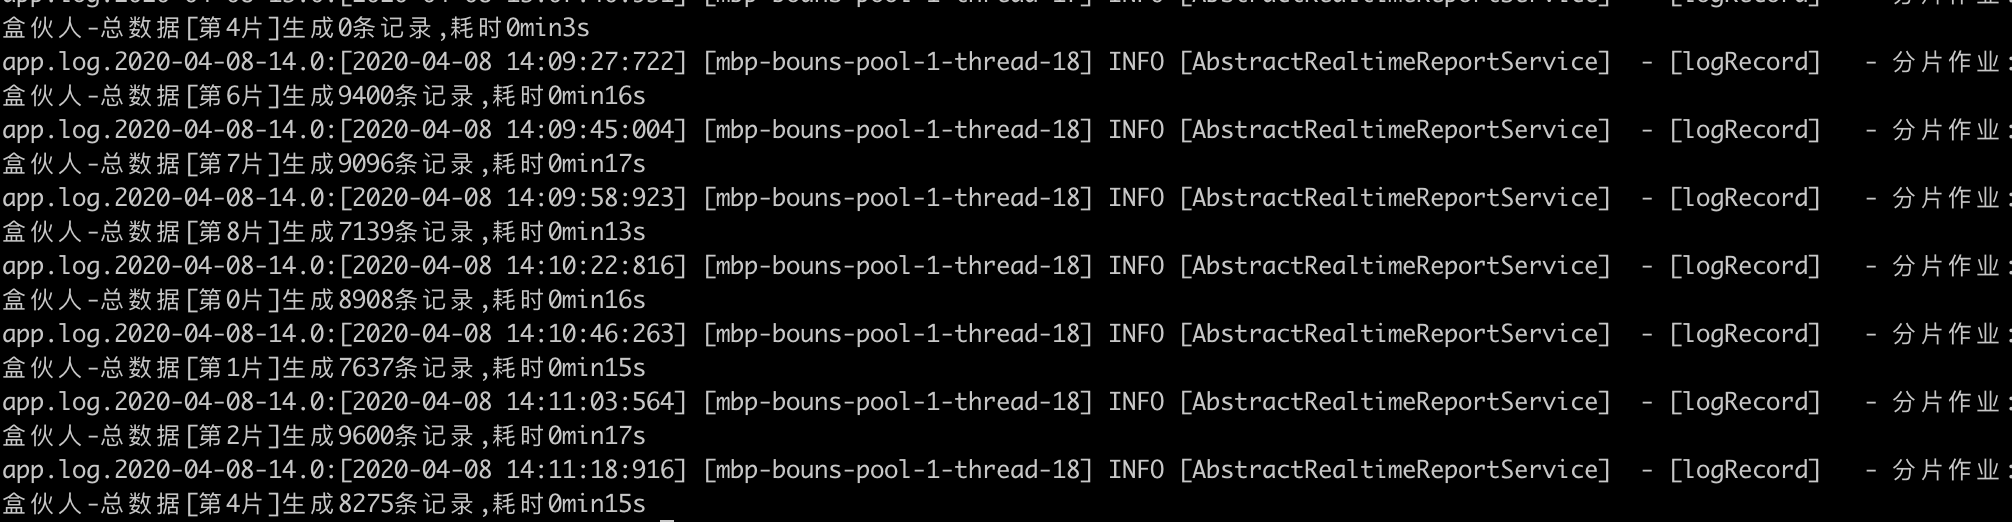 盒伙人-总数据[第4片]生成0条记录,耗时0min3s
app.log.2020-04-08-14.0:[2020-04-08 14:09:27:722] [mbp-bouns-pool-1-thread-18] INFO [AbstractRealtimeReportService]  - [logRecord]   - 分片作业:
盒伙人-总数据[第6片]生成9400条记录,耗时0min16s
app.log.2020-04-08-14.0:[2020-04-08 14:09:45:004] [mbp-bouns-pool-1-thread-18] INFO [AbstractRealtimeReportService]  - [logRecord]   - 分片作业:
盒伙人-总数据[第7片]生成9096条记录,耗时0min17s
app.log.2020-04-08-14.0:[2020-04-08 14:09:58:923] [mbp-bouns-pool-1-thread-18] INFO [AbstractRealtimeReportService]  - [logRecord]   - 分片作业:
盒伙人-总数据[第8片]生成7139条记录,耗时0min13s
app.log.2020-04-08-14.0:[2020-04-08 14:10:22:816] [mbp-bouns-pool-1-thread-18] INFO [AbstractRealtimeReportService]  - [logRecord]   - 分片作业:
盒伙人-总数据[第0片]生成8908条记录,耗时0min16s
app.log.2020-04-08-14.0:[2020-04-08 14:10:46:263] [mbp-bouns-pool-1-thread-18] INFO [AbstractRealtimeReportService]  - [logRecord]   - 分片作业:
盒伙人-总数据[第1片]生成7637条记录,耗时0min15s
app.log.2020-04-08-14.0:[2020-04-08 14:11:03:564] [mbp-bouns-pool-1-thread-18] INFO [AbstractRealtimeReportService]  - [logRecord]   - 分片作业:
盒伙人-总数据[第2片]生成9600条记录,耗时0min17s
app.log.2020-04-08-14.0:[2020-04-08 14:11:18:916] [mbp-bouns-pool-1-thread-18] INFO [AbstractRealtimeReportService]  - [logRecord]   - 分片作业:
盒伙人-总数据[第4片]生成8275条记录,耗时0min15s